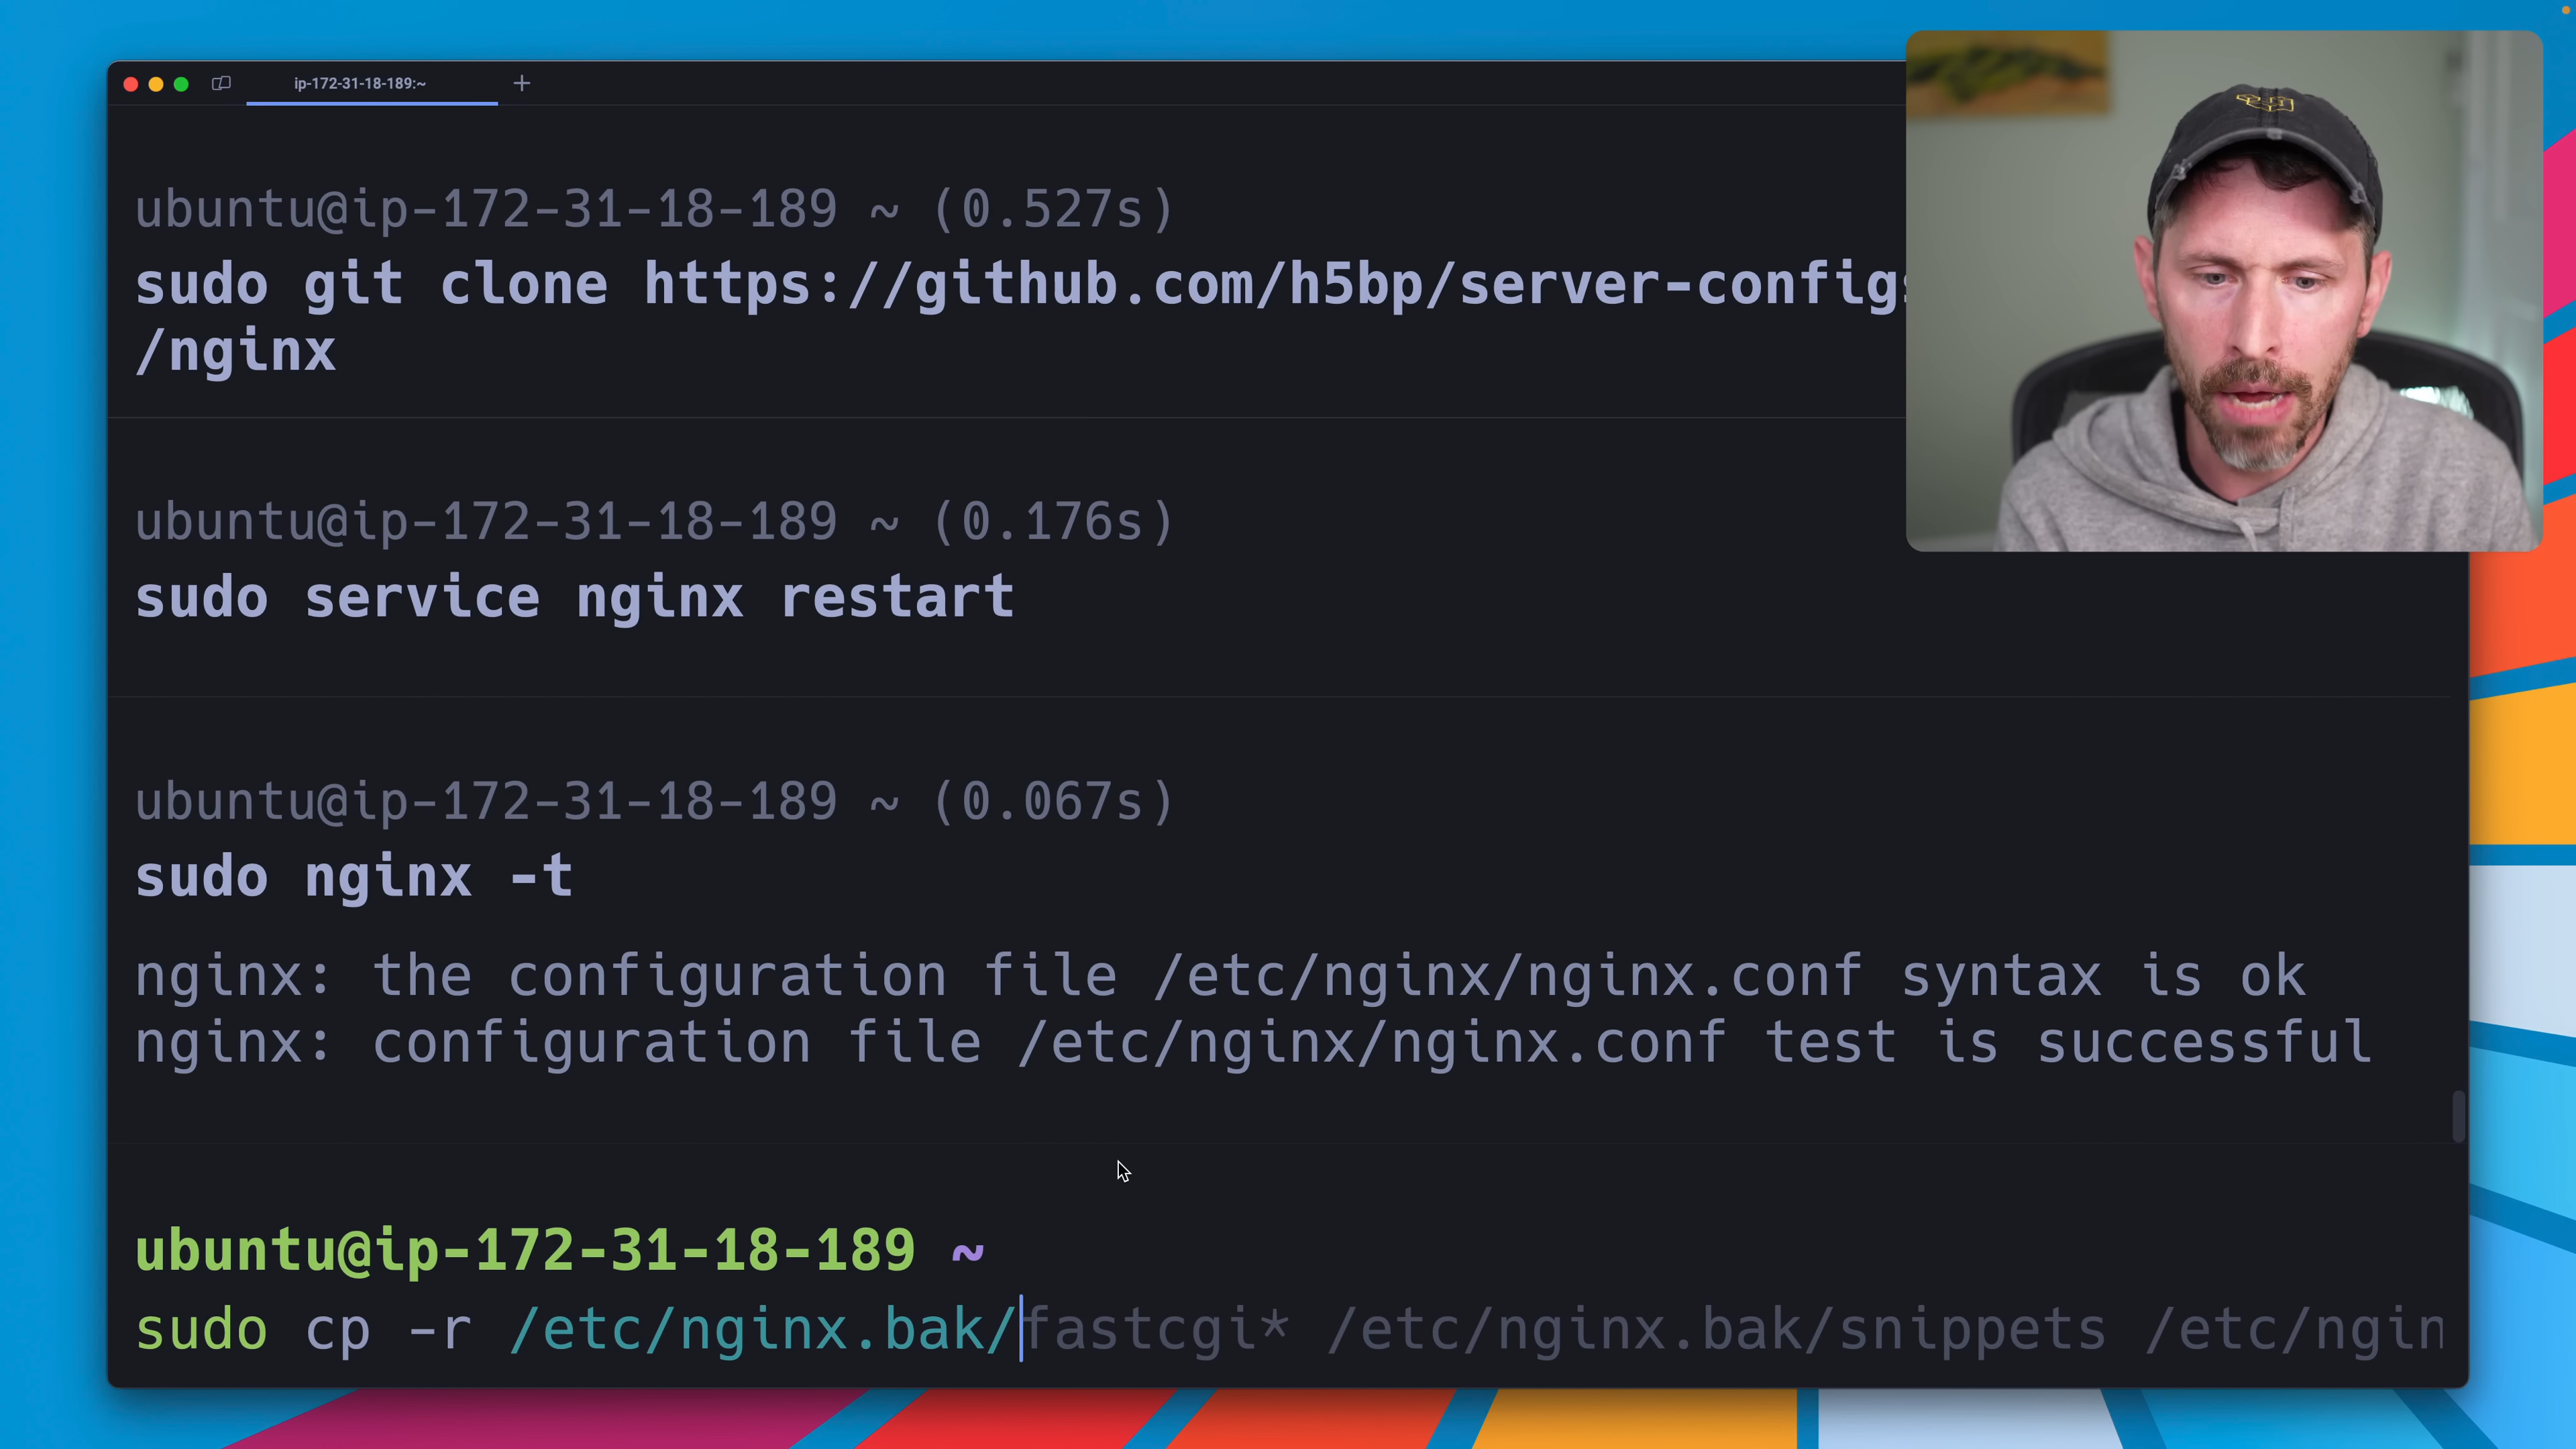 ip-172-31-18-189:~
ubuntu@ip-172-31-18-189 ~ (0.527s)
sudo git clone https://github.com/h5bp/server-config
/nginx
ubuntu@ip-172-31-18-189 ~ (0.176s)
sudo service nginx restart
ubuntu@ip-172-31-18-189 ~ (0.067s)
sudo nginx -t
nginx: the configuration file /etc/nginx/nginx.conf syntax is ok
nginx: configuration file /etc/nginx/nginx.conf test is successful
ubuntu@ip-172-31-18-189 ~
sudo cp -r /etc/nginx.bak/fastcgi* /etc/nginx.bak/snippets /etc/ngin